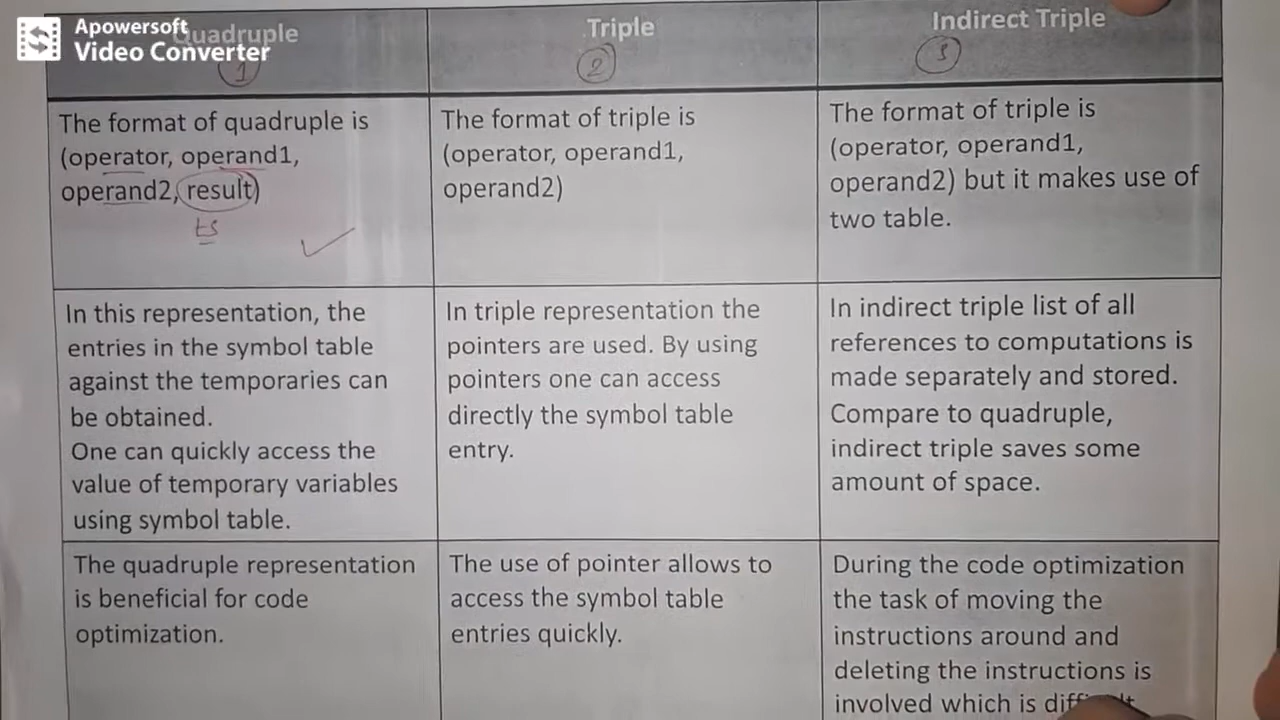 Apowersoft
Video Converter
Quadruple
1
Triple
2
Indirect Triple
3
The format of quadruple is
(operator, operand1,
operand2, result)
ts
The format of triple is
(operator, operand1,
operand2)
The format of triple is
(operator, operand1,
operand2) but it makes use of
two table.
In this representation, the
entries in the symbol table
against the temporaries can
be obtained.
One can quickly access the
value of temporary variables
using symbol table.
In triple representation the
pointers are used. By using
pointers one can access
directly the symbol table
entry.
In indirect triple list of all
references to computations is
made separately and stored.
Compare to quadruple,
indirect triple saves some
amount of space.
The quadruple representation
is beneficial for code
optimization.
The use of pointer allows to
access the symbol table
entries quickly.
During the code optimization
the task of moving the
instructions around and
deleting the instructions is
involved which is